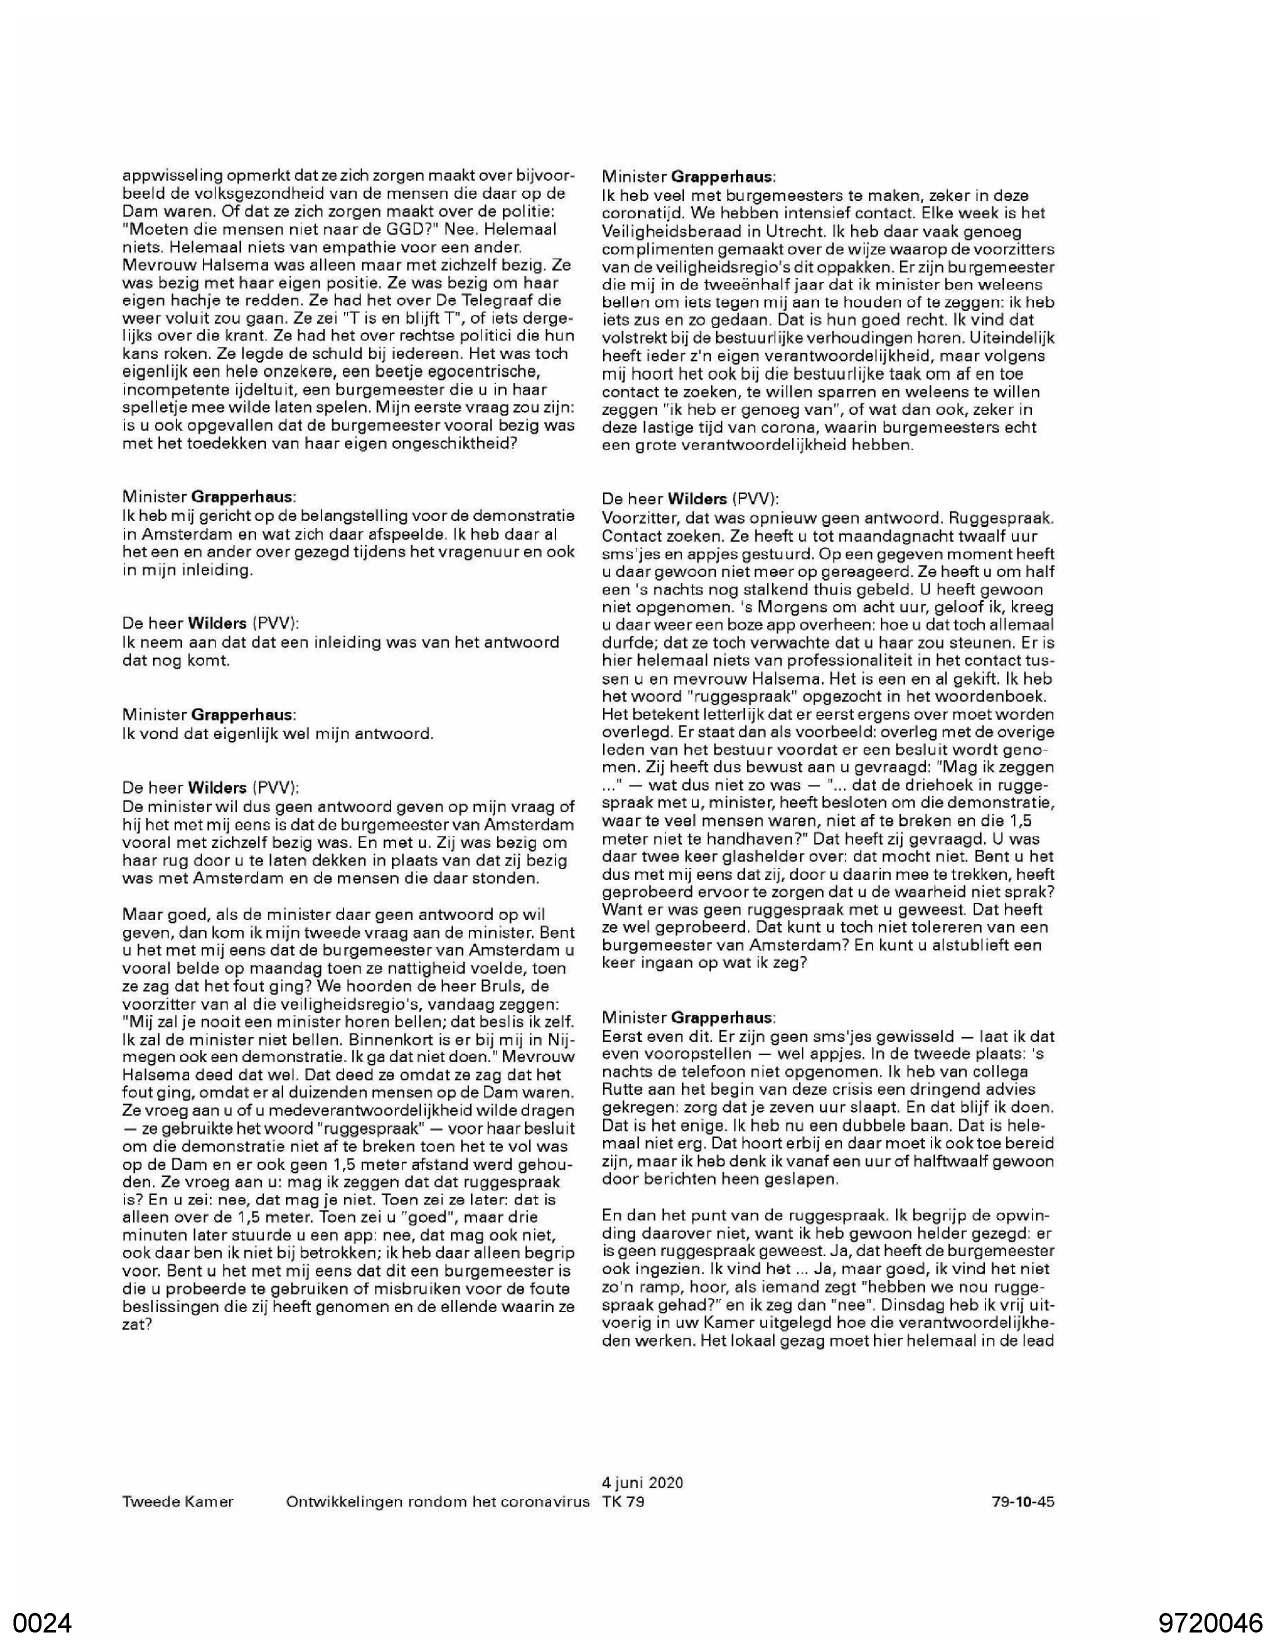 appwisseling opmerkt dat ze zich zorgen maakt over bijvoor-
beeld de volksgezondheid van de mensen die daar op de
Dam waren. Of dat ze zich zorgen maakt over de politie:
"Moeten die mensen niet naar de GGD?" Nee. Helemaal
niets. Helemaal niets van empathie voor een ander.
Mevrouw Halsema was alleen maar met zichzelf bezig. Ze
was bezig met haar eigen positie. Ze was bezig om haar
eigen hachje te redden. Ze had het over De Telegraaf die
weer voluit zou gaan. Ze zei "T is en blijft T", of iets derge-
lijks over die krant. Ze had het over rechtse politici die hun
kans roken. Ze legde de schuld bij iedereen. Het was toch
eigenlijk een hele onzekere, een beetje egocentrische,
incompetente ijdeltuit, een burgemeester die u in haar
spelletje mee wilde laten spelen. Mijn eerste vraag zou zijn:
is u ook opgevallen dat de burgemeester vooral bezig was
met het toedekken van haar eigen ongeschiktheid?
Minister Grapperhaus:
Ik heb mij gericht op de belangstelling voor de demonstratie
in Amsterdam en wat zich daar afspeelde. Ik heb daar al
het een en ander over gezegd tijdens het vragenuur en ook
in mijn inleiding.
De heer Wilders (PVV):
Ik neem aan dat dat een inleiding was van het antwoord
dat nog komt.
Minister Grapperhaus:
Ik vond dat eigenlijk wel mijn antwoord.
De heer Wilders (PVV):
De minister wil dus geen antwoord geven op mijn vraag of
hij het met mij eens is dat de burgemeester van Amsterdam
vooral met zichzelf bezig was. En met u. Zij was bezig om
haar rug door u te laten dekken in plaats van dat zij bezig
was met Amsterdam en de mensen die daar stonden.
Maar goed, als de minister daar geen antwoord op wil
geven, dan kom ik mijn tweede vraag aan de minister. Bent
u het met mij eens dat de burgemeester van Amsterdam u
vooral belde op maandag toen ze nattigheid voelde, toen
ze zag dat het fout ging? We hoorden de heer Bruls, de
voorzitter van al die veiligheidsregio's, vandaag zeggen:
"Mij zal je nooit een minister horen bellen; dat beslis ik zelf.
Ik zal de minister niet bellen. Binnenkort is er bij mij in Nij-
megen ook een demonstratie. Ik ga dat niet doen." Mevrouw
Halsema deed dat wel. Dat deed ze omdat ze zag dat het
fout ging, omdat er al duizenden mensen op de Dam waren.
Ze vroeg aan u of u medeverantwoordelijkheid wilde dragen
— ze gebruikte het woord "ruggespraak" — voor haar besluit
om die demonstratie niet af te breken toen het te vol was
op de Dam en er ook geen 1,5 meter afstand werd gehou-
den. Ze vroeg aan u: mag ik zeggen dat dat ruggespraak
is? En u zei: nee, dat mag je niet. Toen zei ze later: dat is
alleen over de 1,5 meter. Toen zei u "goed", maar drie
minuten later stuurde u een app: nee, dat mag ook niet,
ook daar ben ik niet bij betrokken; ik heb daar alleen begrip
voor. Bent u het met mij eens dat dit een burgemeester is
die u probeerde te gebruiken of misbruiken voor de foute
beslissingen die zij heeft genomen en de ellende waarin ze
zat?
Minister Grapperhaus:
Ik heb veel met burgemeesters te maken, zeker in deze
coronatijd. We hebben intensief contact. Elke week is het
Veiligheidsberaad in Utrecht. Ik heb daar vaak genoeg
complimenten gemaakt over de wijze waarop de voorzitters
van de veiligheidsregio's dit oppakken. Er zijn burgemeester
die mij in de tweeënhalf jaar dat ik minister ben weleens
bellen om iets tegen mij aan te houden of te zeggen: ik heb
iets zus en zo gedaan. Dat is hun goed recht. Ik vind dat
volstrekt bij de bestuurlijke verhoudingen horen. Uiteindelijk
heeft ieder z'n eigen verantwoordelijkheid, maar volgens
mij hoort het ook bij die bestuurlijke taak om af en toe
contact te zoeken, te willen sparren en weleens te willen
zeggen "ik heb er genoeg van", of wat dan ook, zeker in
deze lastige tijd van corona, waarin burgemeesters echt
een grote verantwoordelijkheid hebben.
De heer Wilders (PVV):
Voorzitter, dat was opnieuw geen antwoord. Ruggespraak.
Contact zoeken. Ze heeft u tot maandagnacht twaalf uur
sms'jes en appjes gestuurd. Op een gegeven moment heeft
u daar gewoon niet meer op gereageerd. Ze heeft u om half
een 's nachts nog stalkend thuis gebeld. U heeft gewoon
niet opgenomen. 's Morgens om acht uur, geloof ik, kreeg
u daar weer een boze app overheen: hoe u dat toch allemaal
durfde; dat ze toch verwachte dat u haar zou steunen. Er is
hier helemaal niets van professionaliteit in het contact tus-
sen u en mevrouw Halsema. Het is een en al gekift. Ik heb
het woord "ruggespraak" opgezocht in het woordenboek.
Het betekent letterlijk dat er eerst ergens over moet worden
overlegd. Er staat dan als voorbeeld: overleg met de overige
leden van het bestuur voordat er een besluit wordt geno-
men. Zij heeft dus bewust aan u gevraagd: "Mag ik zeggen
..." — wat dus niet zo was — "... dat de driehoek in rugge-
spraak met u, minister, heeft besloten om die demonstratie,
waar te veel mensen waren, niet af te breken en die 1,5
meter niet te handhaven?" Dat heeft zij gevraagd. U was
daar twee keer glashelder over: dat mocht niet. Bent u het
dus met mij eens dat zij, door u daarin mee te trekken, heeft
geprobeerd ervoor te zorgen dat u de waarheid niet sprak?
Want er was geen ruggespraak met u geweest. Dat heeft
ze wel geprobeerd. Dat kunt u toch niet tolereren van een
burgemeester van Amsterdam? En kunt u alstublieft een
keer ingaan op wat ik zeg?
Minister Grapperhaus:
Eerst even dit. Er zijn geen sms'jes gewisseld — laat ik dat
even vooropstellen — wel appjes. In de tweede plaats: 's
nachts de telefoon niet opgenomen. Ik heb van collega
Rutte aan het begin van deze crisis een dringend advies
gekregen: zorg dat je zeven uur slaapt. En dat blijf ik doen.
Dat is het enige. Ik heb nu een dubbele baan. Dat is hele-
maal niet erg. Dat hoort erbij en daar moet ik ook toe bereid
zijn, maar ik heb denk ik vanaf een uur of halftwaalf gewoon
door berichten heen geslapen.
En dan het punt van de ruggespraak. Ik begrijp de opwin-
ding daarover niet, want ik heb gewoon helder gezegd: er
is geen ruggespraak geweest. Ja, dat heeft de burgemeester
ook ingezien. Ik vind het ... Ja, maar goed, ik vind het niet
zo'n ramp, hoor, als iemand zegt "hebben we nou rugge-
spraak gehad?" en ik zeg dan "nee". Dinsdag heb ik vrij uit-
voerig in uw Kamer uitgelegd hoe die verantwoordelijkhe-
den werken. Het lokaal gezag moet hier helemaal in de lead
4 juni 2020
Tweede Kamer Ontwikkelingen rondom het coronavirus TK 79 79-10-45
0024 9720046